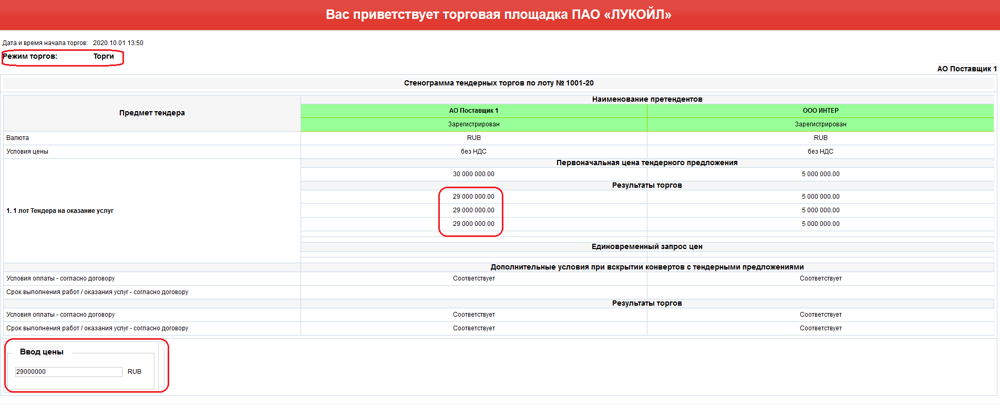 Вас приветствует торговая площадка ПАО «ЛУКОЙЛ»
Дата и время начала торгов: 2020.10.01 13:50
Режим торгов: Торги
АО Поставщик 1
Стенограмма тендерных торгов по лоту № 1001-20
Предмет тендера
Наименование претендентов
АО Поставщик 1 ООО ИНТЕР
Зарегистрирован Зарегистрирован
Валюта RUB RUB
Условия цены без НДС без НДС
Первоначальная цена тендерного предложения
30 000 000.00 5 000 000.00
Результаты торгов
29 000 000.00 5 000 000.00
1. 1 лот Тендера на оказание услуг 29 000 000.00 5 000 000.00
29 000 000.00 5 000 000.00
Единовременный запрос цен
Дополнительные условия при вскрытии конвертов с тендерными предложениями
Условия оплаты - согласно договору Соответствует Соответствует
Срок выполнения работ / оказания услуг - согласно договору
Результаты торгов
Условия оплаты - согласно договору Соответствует Соответствует
Срок выполнения работ / оказания услуг - согласно договору Соответствует Соответствует
Ввод цены
29000000 RUB